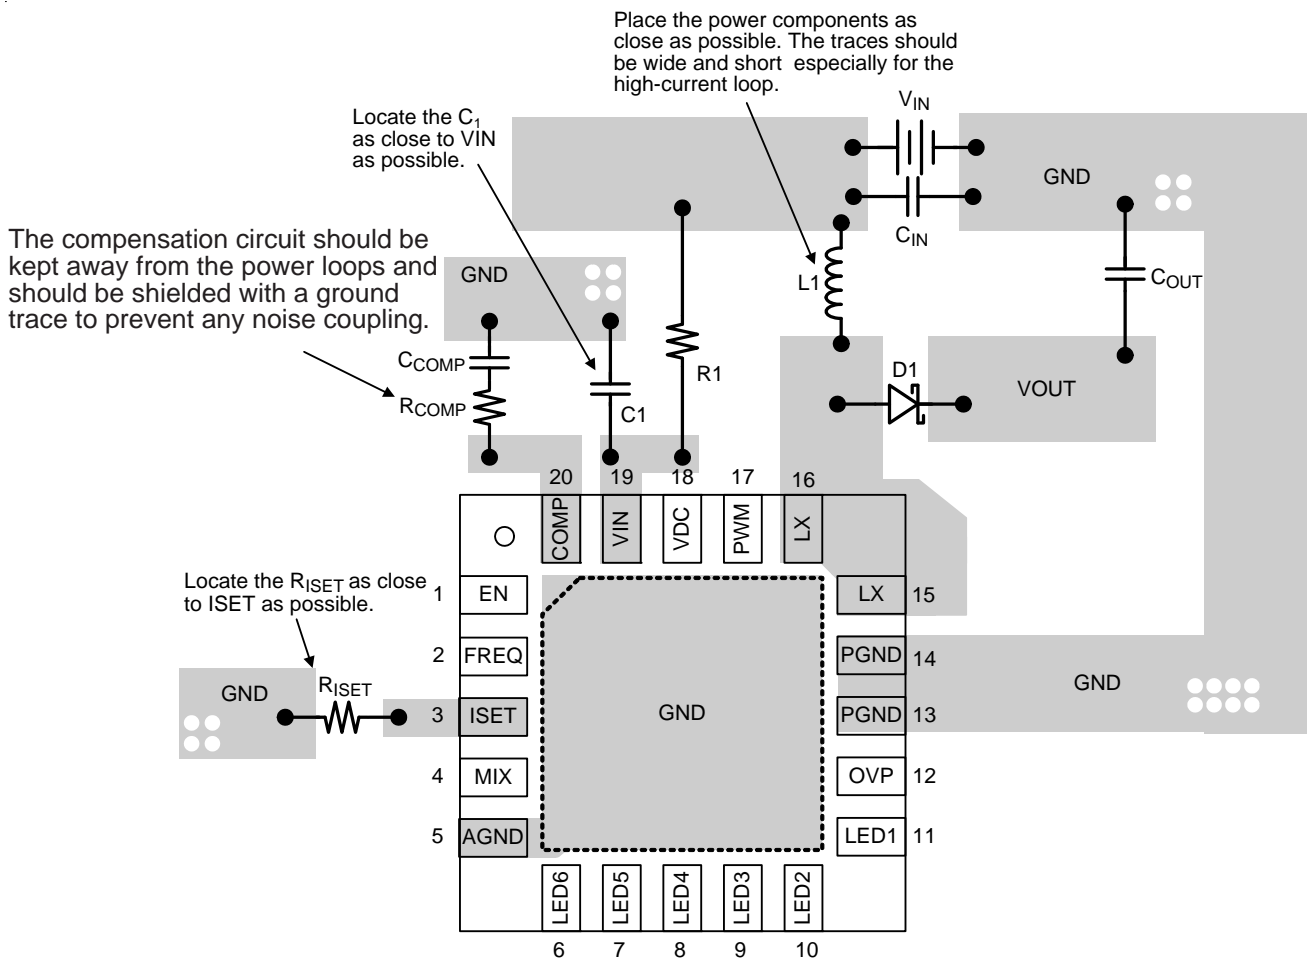 Place the power components as
close as possible. The traces should
be wide and short especially for the
high-current loop.
Locate the C1
as close to VIN
as possible.
VIN
GND
CIN
The compensation circuit should be
kept away from the power loops and
should be shielded with a ground
trace to prevent any noise coupling.
GND
L1
COUT
CCOMP
R1
D1
VOUT
RCOMP
C1
20 19 18 17 16
COMP VIN VDC PWM LX
Locate the RISET as close
to ISET as possible.
1 EN LX 15
2 FREQ PGND 14
GND RISET
GND
GND
3 ISET PGND 13
4 MIX OVP 12
5 AGND LED1 11
LED6 LED5 LED4 LED3 LED2
6 7 8 9 10